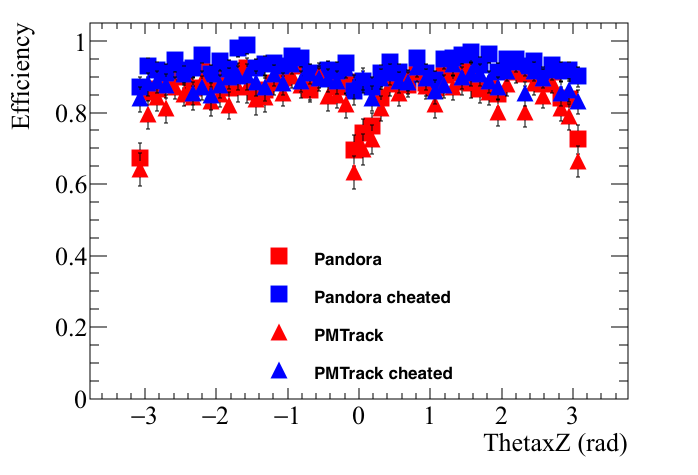 Efficiency
1
0.8
0.6
0.4
0.2
0
Pandora
Pandora cheated
PMTrack
PMTrack cheated
−3 −2 −1 0 1 2 3
ThetaxZ (rad)